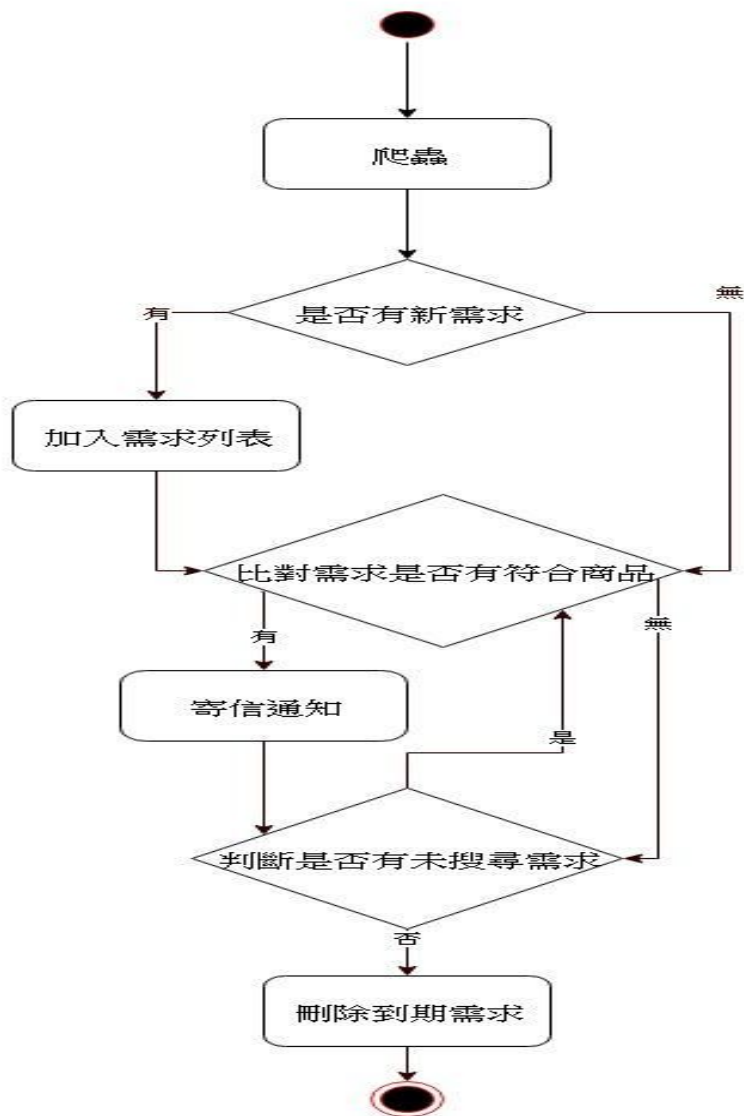 爬蟲
是否有新需求
有
無
加入需求列表
比對需求是否有符合商品
有
無
寄信通知
是
判斷是否有未搜尋需求
否
刪除到期需求